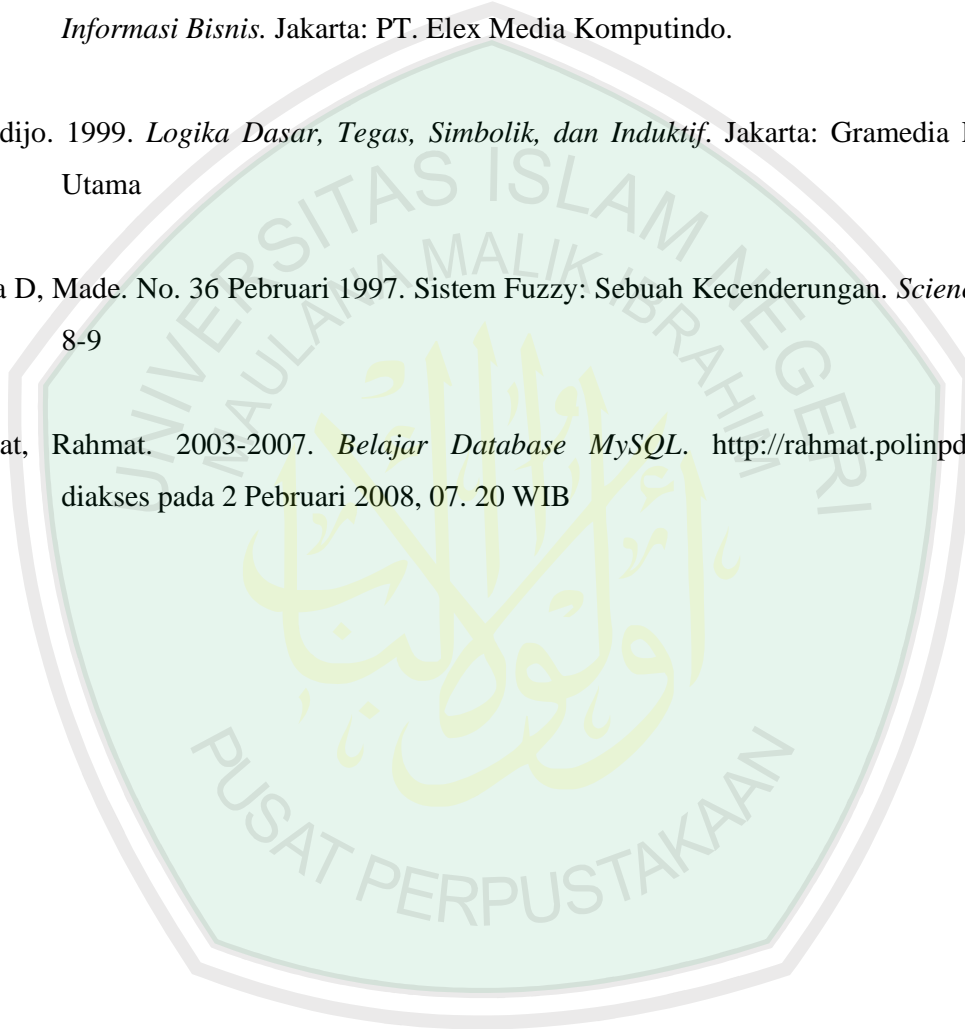 Informasi Bisnis. Jakarta: PT. Elex Media Komputindo.
dijo. 1999. Logika Dasar, Tegas, Simbolik, dan Induktif. Jakarta: Gramedia
Utama
D, Made. No. 36 Pebruari 1997. Sistem Fuzzy: Sebuah Kecenderungan.
8-9
at, Rahmat. 2003-2007. Belajar Database MySQL. http://rahmat.polinpd
diakses pada 2 Pebruari 2008, 07. 20 WIB
UNIVERSITAS ISLAM NEGERI
MAULANA MALIK IBRAHIM
أولوا الألباب
PUSAT PERPUSTAKAAN